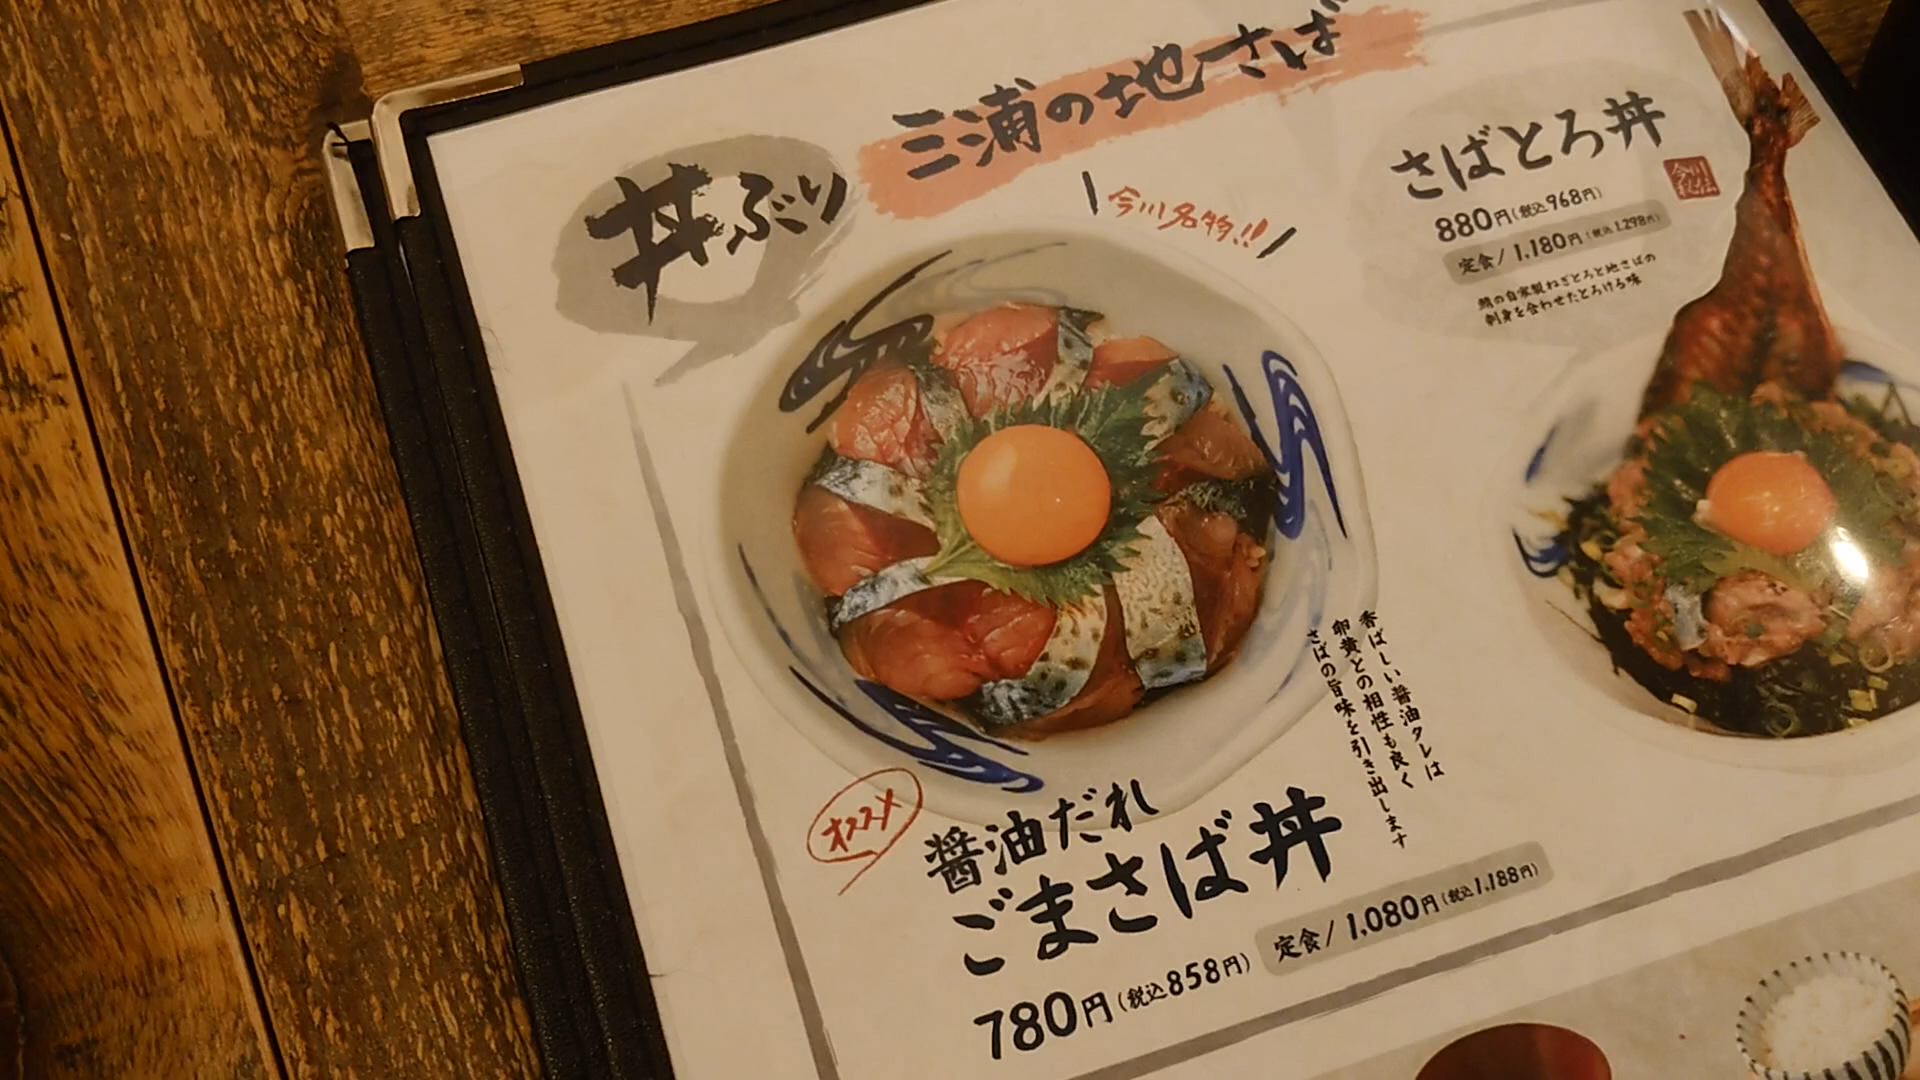 三浦の地さば
丼ぶり
今川名物!!
さばとろ丼
880円(税込968円)
定食/1,180円(税込1,298円)
鮪の自家製ねぎとろと地さばの
刺身を合わせたとろける味
香ばしい醤油タレは
卵黄との相性も良く
さばの旨味を引き出します
オススメ
醤油だれ
ごまさば丼
780円(税込858円)
定食/1,080円(税込1,188円)